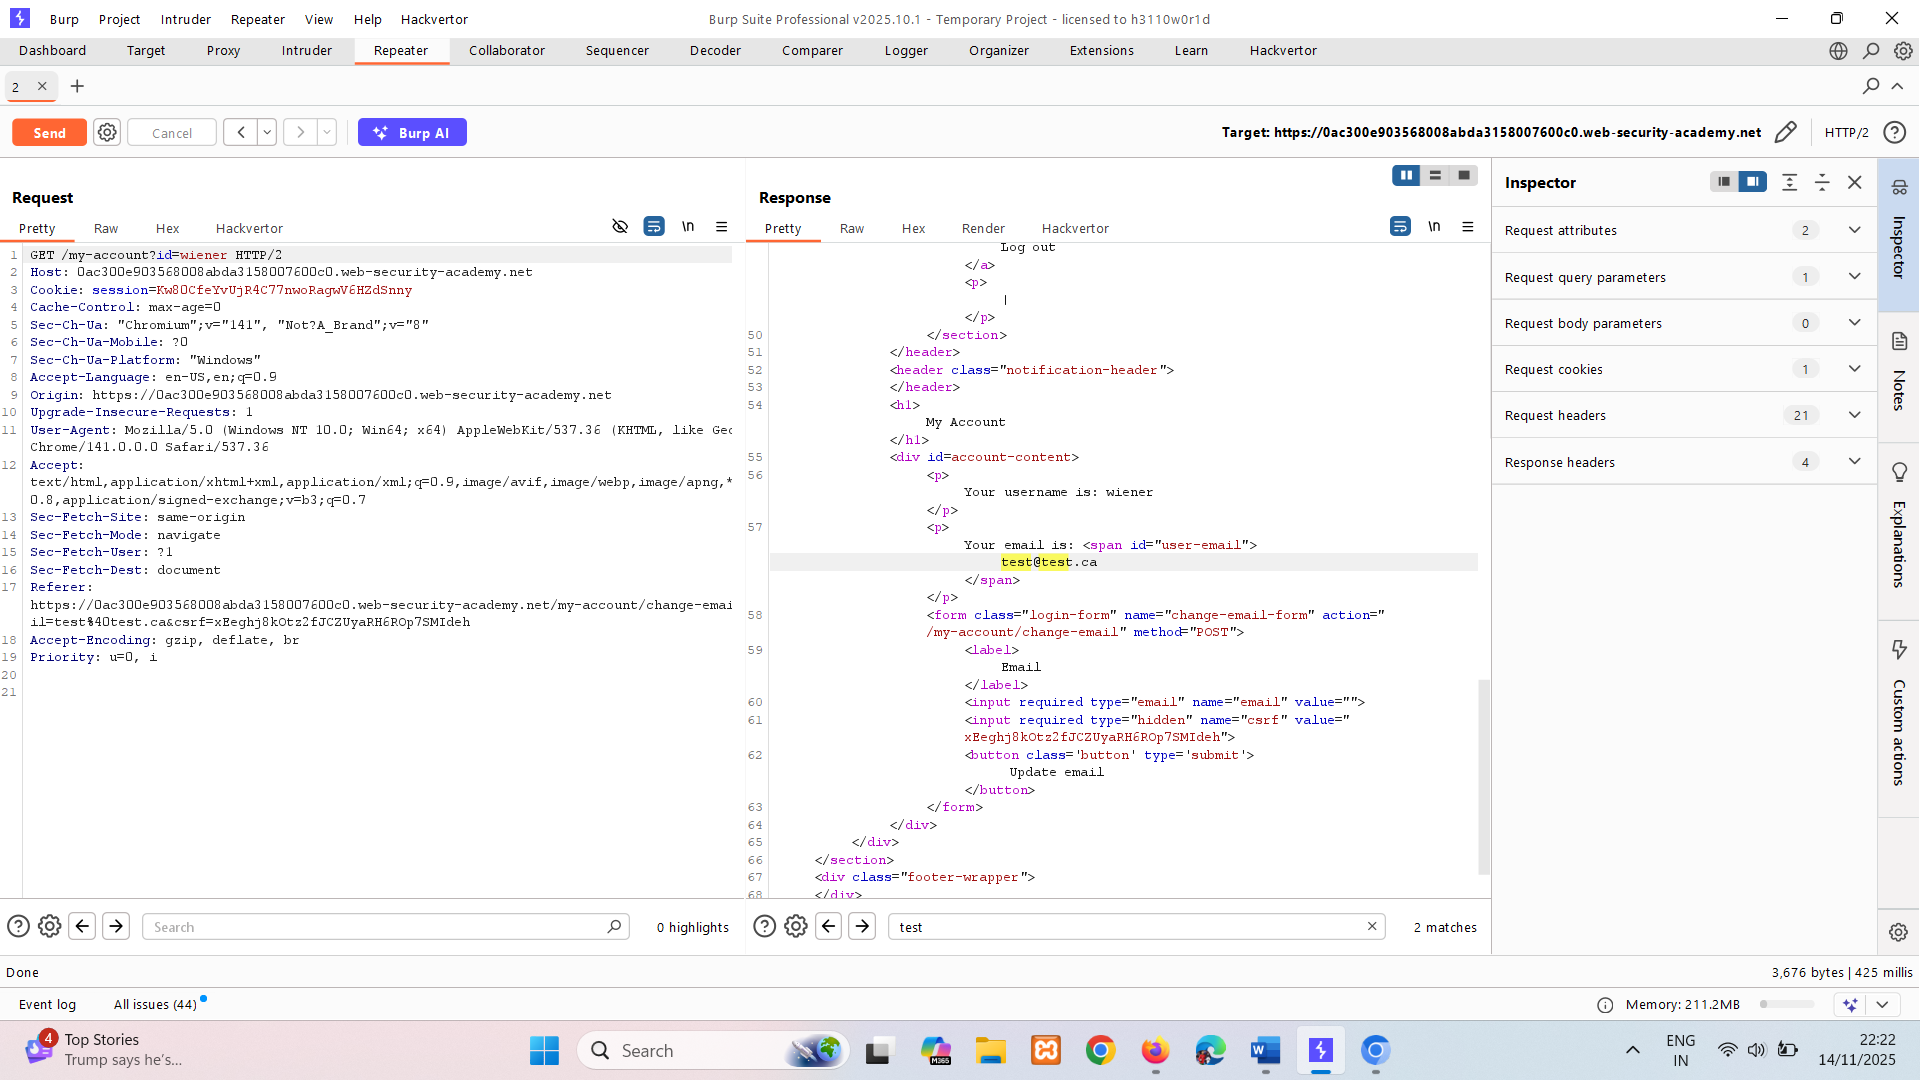 Burp Project Intruder Repeater View Help Hackvertor
Burp Suite Professional v2025.10.1 - Temporary Project - licensed to h3110w0r1d
Dashboard Target Proxy Intruder Repeater Collaborator Sequencer Decoder Comparer Logger Organizer Extensions Learn Hackvertor
2
Send Cancel Burp AI
Target: https://0ac300e903568008abda3158007600c0.web-security-academy.net HTTP/2
Request
Pretty Raw Hex Hackvertor \n
1 GET /my-account?id=wiener HTTP/2
2 Host: 0ac300e903568008abda3158007600c0.web-security-academy.net
3 Cookie: session=Kw80CfeYvUjR4C77nwoRagwV6HZdSnny
4 Cache-Control: max-age=0
5 Sec-Ch-Ua: "Chromium";v="141", "Not?A_Brand";v="8"
6 Sec-Ch-Ua-Mobile: ?0
7 Sec-Ch-Ua-Platform: "Windows"
8 Accept-Language: en-US,en;q=0.9
9 Origin: https://0ac300e903568008abda3158007600c0.web-security-academy.net
10 Upgrade-Insecure-Requests: 1
11 User-Agent: Mozilla/5.0 (Windows NT 10.0; Win64; x64) AppleWebKit/537.36 (KHTML, like Gec
Chrome/141.0.0.0 Safari/537.36
12 Accept:
text/html,application/xhtml+xml,application/xml;q=0.9,image/avif,image/webp,image/apng,*
0.8,application/signed-exchange;v=b3;q=0.7
13 Sec-Fetch-Site: same-origin
14 Sec-Fetch-Mode: navigate
15 Sec-Fetch-User: ?1
16 Sec-Fetch-Dest: document
17 Referer:
https://0ac300e903568008abda3158007600c0.web-security-academy.net/my-account/change-emai
il=test%40test.ca&csrf=xEeghj8kOtz2fJCZUyaRH6ROp7SMIdeh
18 Accept-Encoding: gzip, deflate, br
19 Priority: u=0, i
20
21
Search 0 highlights
Response
Pretty Raw Hex Render Hackvertor \n
Log out
</a>
<p>
|
</p>
50 </section>
51 </header>
52 <header class="notification-header">
53 </header>
54 <h1>
My Account
</h1>
55 <div id=account-content>
56 <p>
Your username is: wiener
</p>
57 <p>
Your email is: <span id="user-email">
test@test.ca
</span>
</p>
58 <form class="login-form" name="change-email-form" action="
/my-account/change-email" method="POST">
59 <label>
Email
</label>
60 <input required type="email" name="email" value="">
61 <input required type="hidden" name="csrf" value="
xEeghj8kOtz2fJCZUyaRH6ROp7SMIdeh">
62 <button class='button' type='submit'>
Update email
</button>
63 </form>
64 </div>
65 </div>
66 </section>
67 <div class="footer-wrapper">
68 </div>
test 2 matches
Inspector
Request attributes 2
Request query parameters 1
Request body parameters 0
Request cookies 1
Request headers 21
Response headers 4
Inspector
Notes
Explanations
Custom actions
Done 3,676 bytes | 425 millis
Event log All issues (44) Memory: 211.2MB
4 Top Stories
Trump says he's...
Search
M365
ENG
IN
22:22
14/11/2025